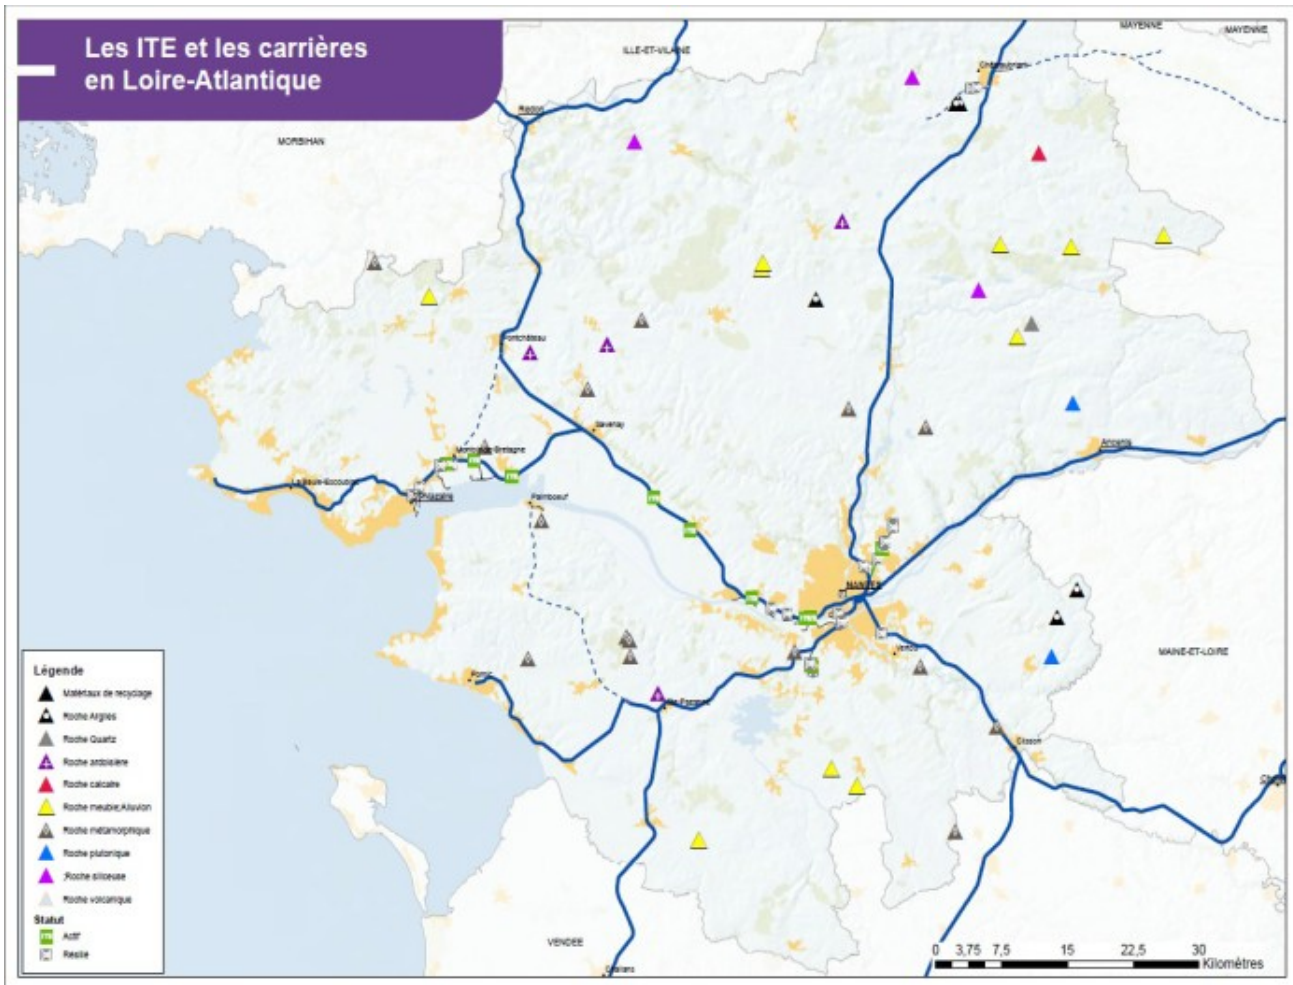 Les ITE et les carrières
en Loire-Atlantique
ILLE-ET-VILAINE
MAYENNE
MAYENNE
Redon
MORBIHAN
Pontchâteau
Savenay
Ancenis
Paimboeuf
NANTES
Vertou
MAINE-ET-LOIRE
Pornic
Clisson
VENDEE
Challans
Légende
Matériaux de recyclage
Roche Argiles
Roche Quartz
Roche ardoisière
Roche calcaire
Roche meuble;Alluvion
Roche métamorphique
Roche plutonique
;Roche siliceuse
Roche volcanique
Statut
Actif
Résilié
0 3,75 7,5 15 22,5 30
Kilomètres